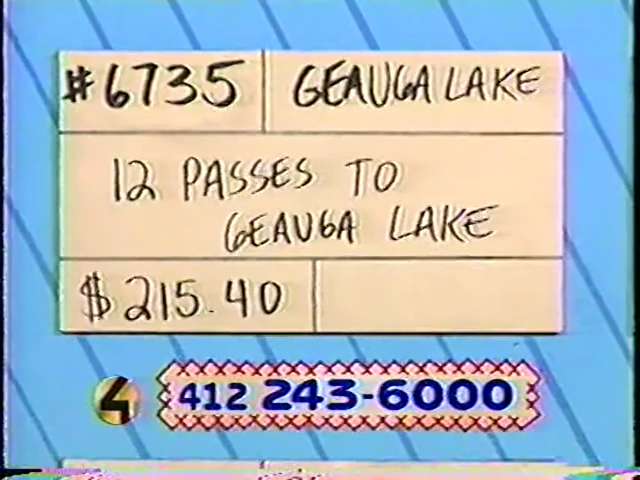 #6735 GEAUGA LAKE
12 PASSES TO
GEAUGA LAKE
$215.40
4 412 243-6000